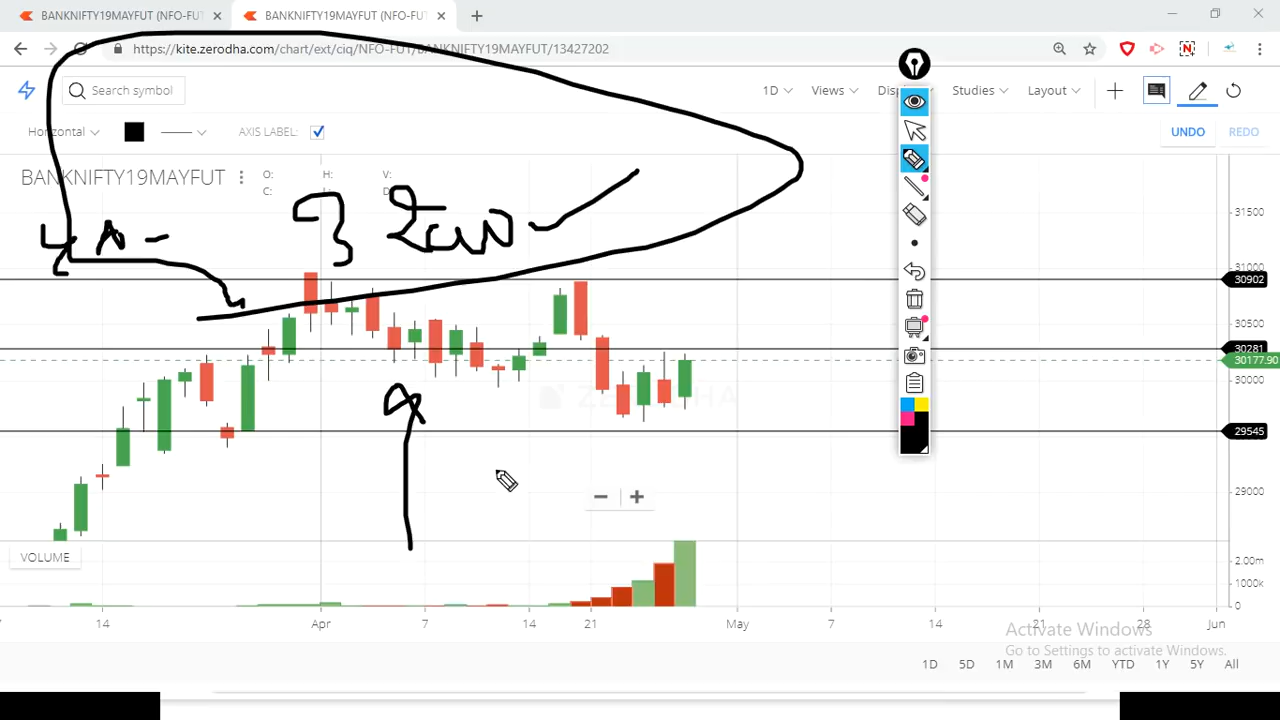 BANKNIFTY19MAYFUT (NFO-FUT
BANKNIFTY19MAYFUT (NFO-FUT
https://kite.zerodha.com/chart/ext/ciq/NFO-FUT/BANKNIFTY19MAYFUT/13427202
Search symbol
1D Views Studies Layout
Horizontal AXIS LABEL: UNDO REDO
BANKNIFTY19MAYFUT O: H: V:
C:
31500
3
31000
30902
30500
30281
30177.90
30000
29545
29000
VOLUME
2.00m
1000k
0
14 Apr 7 14 21 May 7 14 21 28 Jun
Activate Windows
Go to Settings to activate Windows.
1D 5D 1M 3M 6M YTD 1Y 5Y All